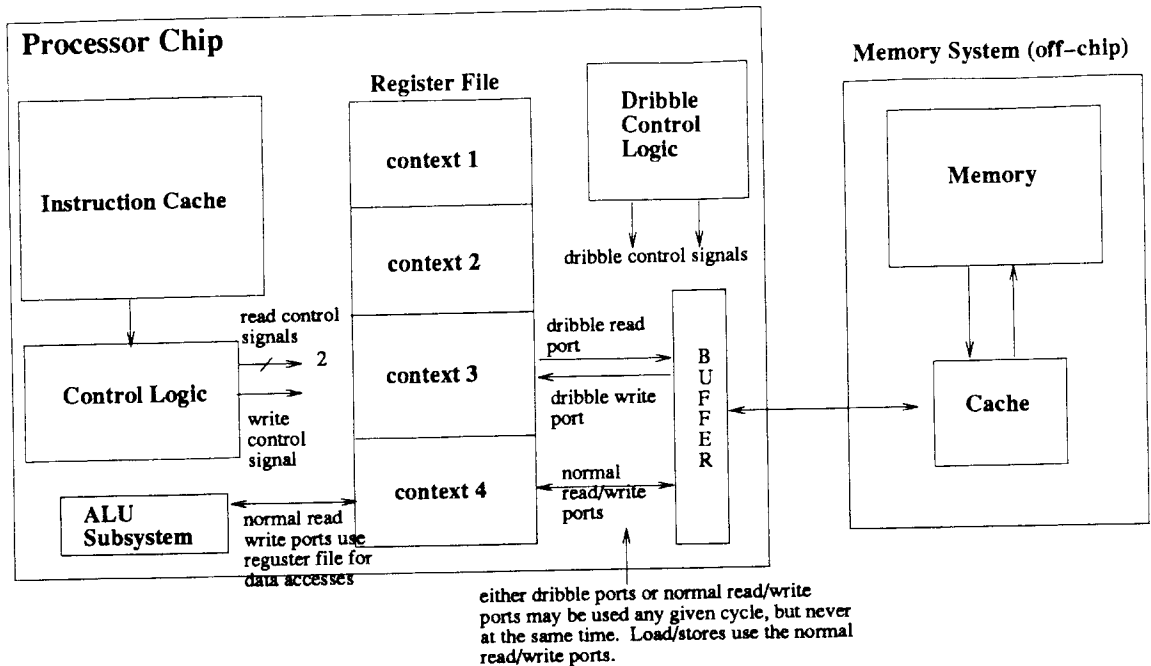 Processor Chip
Instruction Cache
read control
signals
2
Control Logic
write
control
signal
ALU
Subsystem
normal read
write ports use
reguster file for
data accesses
Register File
context 1
context 2
context 3
context 4
Dribble
Control
Logic
dribble control signals
dribble read
port
dribble write
port
normal
read/write
ports
BUFFER
either dribble ports or normal read/write
ports may be used any given cycle, but never
at the same time. Load/stores use the normal
read/write ports.
Memory System (off-chip)
Memory
Cache